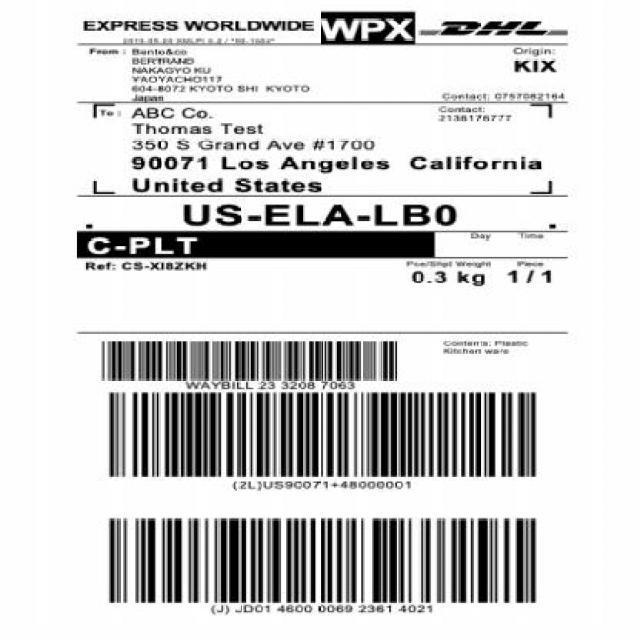 EXPRESS WORLDWIDE WPX DHL
From : Bento&co
Origin:
BERTRAND
KIX
NAKAGYO KU
YAOYACHO117
604-8072 KYOTO SHI KYOTO
Japan
Contact: 0757082164
To : ABC Co.
Contact:
2138176777
Thomas Test
350 S Grand Ave #1700
90071 Los Angeles California
United States
US-ELA-LB0
C-PLT
Day Time
Ref: CS-XI8ZKH
Pce/Shpt Weight Piece
0.3 kg 1/1
Contents: Plastic
Kitchen ware
WAYBILL 23 3208 7063
(2L)US90071+48000001
(J) JD01 4600 0069 2361 4021